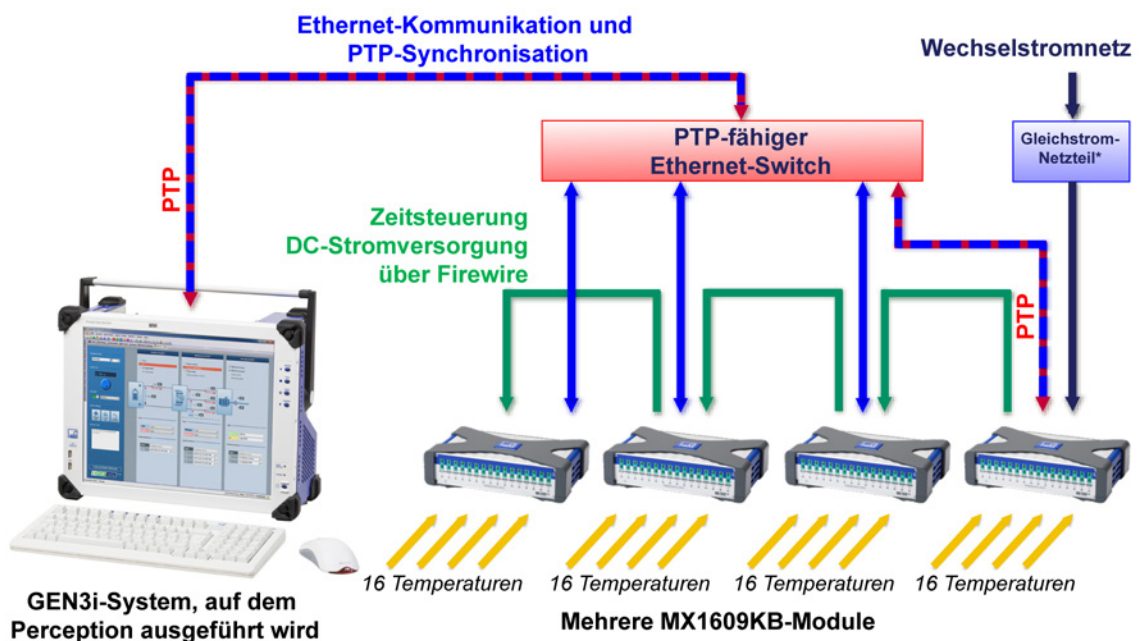 Ethernet-Kommunikation und
PTP-Synchronisation
Wechselstromnetz
PTP-fähiger
Ethernet-Switch
Gleichstrom-
Netzteil*
PTP
Zeitsteuerung
DC-Stromversorgung
über Firewire
PTP
16 Temperaturen
16 Temperaturen
16 Temperaturen
16 Temperaturen
GEN3i-System, auf dem
Perception ausgeführt wird
Mehrere MX1609KB-Module